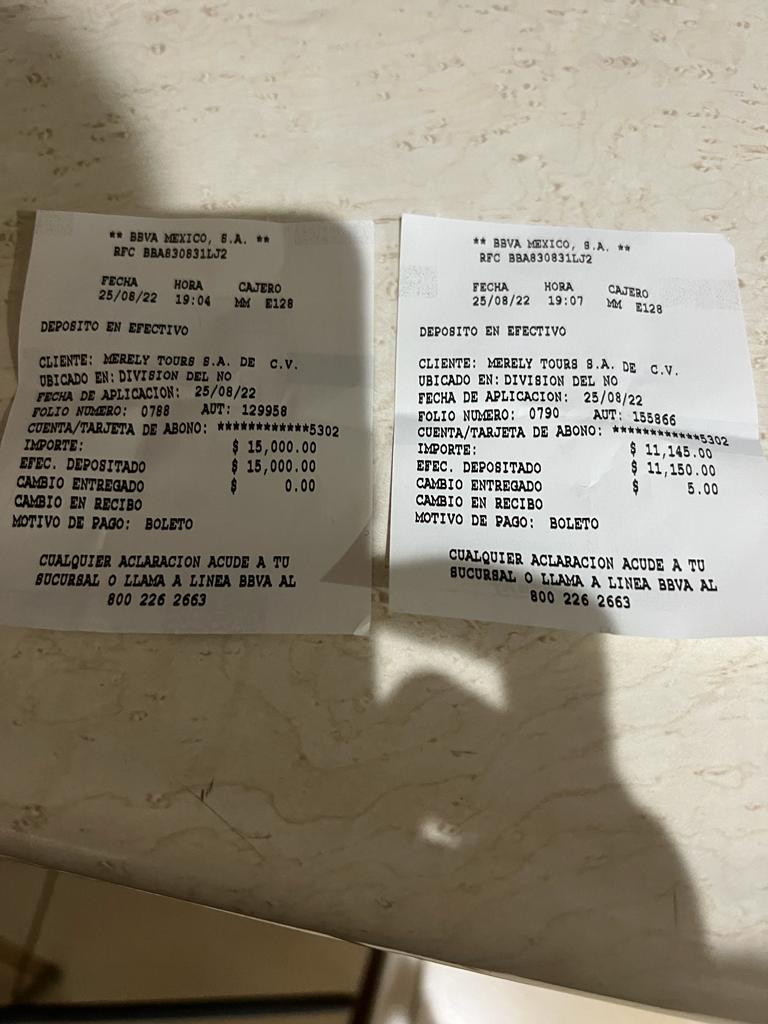 ** BBVA MEXICO, S.A. **
RFC BBA830831LJ2
FECHA HORA CAJERO
25/08/22 19:04 MM E128
DEPOSITO EN EFECTIVO
CLIENTE: MERELY TOURS S.A. DE C.V.
UBICADO EN: DIVISION DEL NO
FECHA DE APLICACION: 25/08/22
FOLIO NUMERO: 0788 AUT: 129958
CUENTA/TARJETA DE ABONO: ************5302
IMPORTE: $ 15,000.00
EFEC. DEPOSITADO $ 15,000.00
CAMBIO ENTREGADO $ 0.00
CAMBIO EN RECIBO
MOTIVO DE PAGO: BOLETO
CUALQUIER ACLARACION ACUDE A TU
SUCURSAL O LLAMA A LINEA BBVA AL
800 226 2663
** BBVA MEXICO, S.A. **
RFC BBA830831LJ2
FECHA HORA CAJERO
25/08/22 19:07 MM E128
DEPOSITO EN EFECTIVO
CLIENTE: MERELY TOURS S.A. DE C.V.
UBICADO EN: DIVISION DEL NO
FECHA DE APLICACION: 25/08/22
FOLIO NUMERO: 0790 AUT: 155866
CUENTA/TARJETA DE ABONO: ************5302
IMPORTE: $ 11,145.00
EFEC. DEPOSITADO $ 11,150.00
CAMBIO ENTREGADO $ 5.00
CAMBIO EN RECIBO
MOTIVO DE PAGO: BOLETO
CUALQUIER ACLARACION ACUDE A TU
SUCURSAL O LLAMA A LINEA BBVA AL
800 226 2663